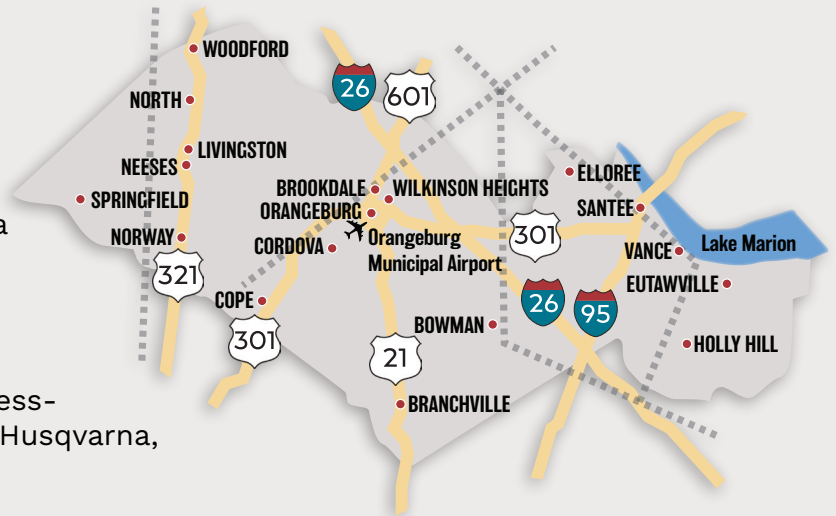 WOODFORD
26
601
NORTH
LIVINGSTON
NEESES
BROOKDALE
WILKINSON HEIGHTS
ELLOREE
SPRINGFIELD
ORANGEBURG
SANTEE
a
NORWAY
CORDOVA
Orangeburg
Municipal Airport
301
VANCE
Lake Marion
321
EUTAWVILLE
COPE
26
95
301
BOWMAN
21
HOLLY HILL
ess-
BRANCHVILLE
Husqvarna,